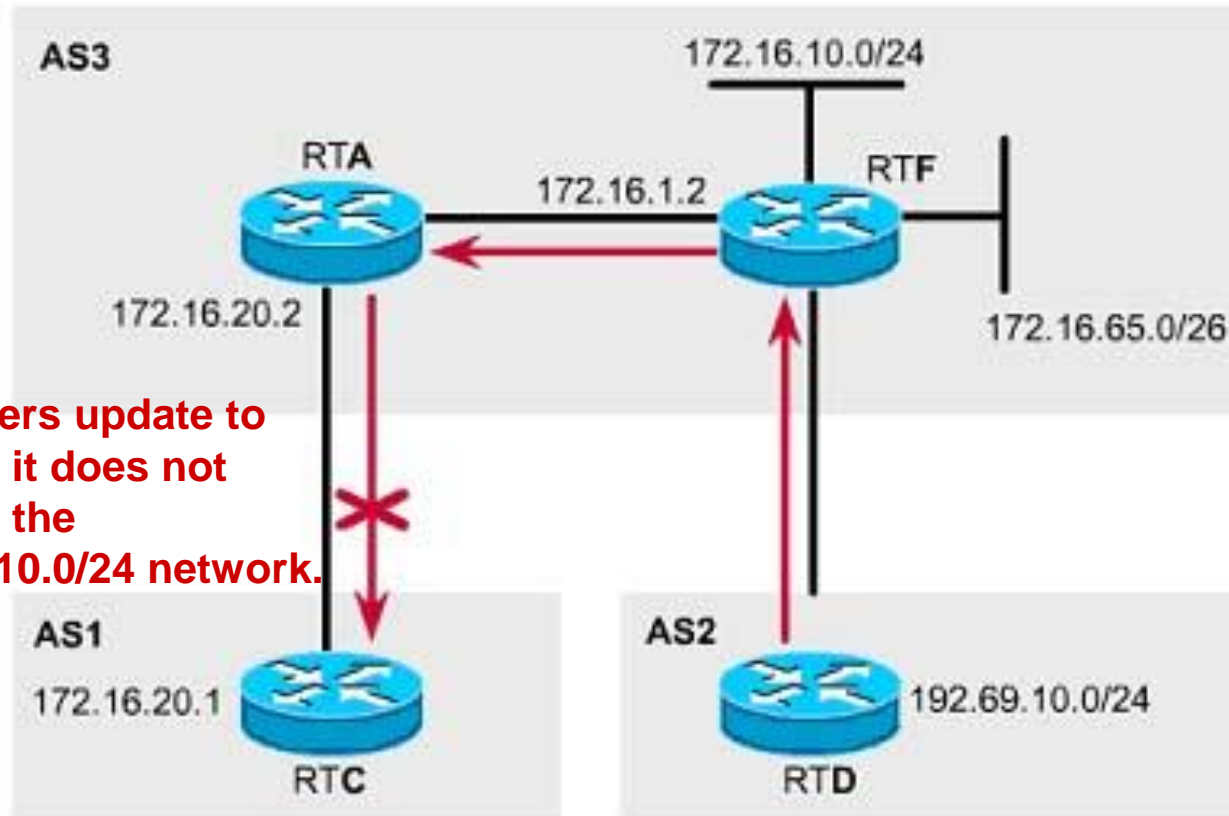 AS3
172.16.10.0/24
RTA
RTF
172.16.1.2
172.16.20.2
172.16.65.0/26
ers update to
it does not
the
10.0/24 network.
AS1
AS2
172.16.20.1
192.69.10.0/24
RTC
RTD